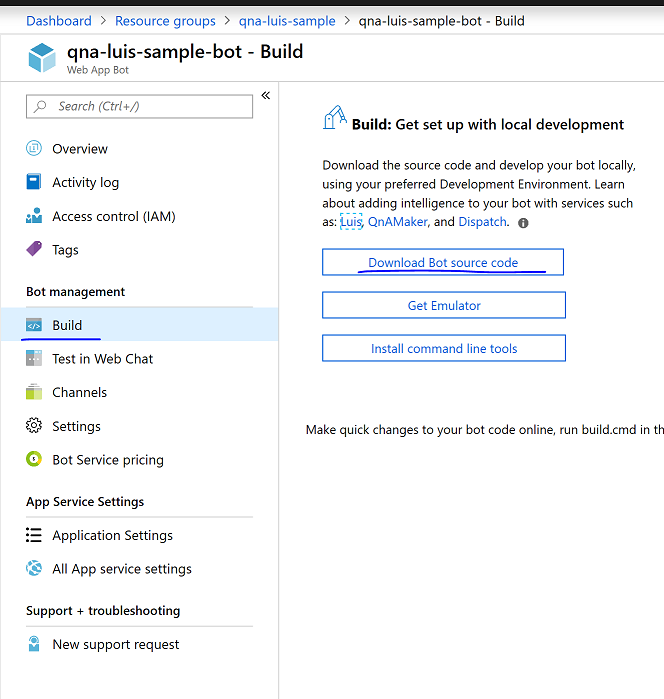 Dashboard > Resource groups > qna-luis-sample > qna-luis-sample-bot - Build
qna-luis-sample-bot - Build
Web App Bot
Search (Ctrl+/)
«
Overview
Activity log
Access control (IAM)
Tags
Bot management
Build
Test in Web Chat
Channels
Settings
Bot Service pricing
App Service Settings
Application Settings
All App service settings
Support + troubleshooting
New support request
Build: Get set up with local development
Download the source code and develop your bot locally,
using your preferred Development Environment. Learn
about adding intelligence to your bot with services such
as: Luis, QnAMaker, and Dispatch.
Download Bot source code
Get Emulator
Install command line tools
Make quick changes to your bot code online, run build.cmd in th